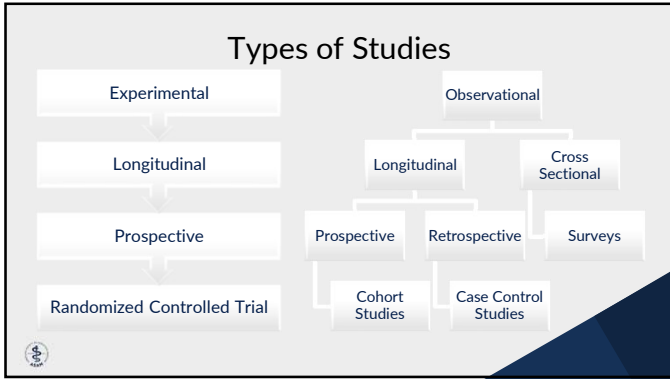 Types of Studies
Experimental
Longitudinal
Prospective
Randomized Controlled Trial
Observational
Longitudinal
Cross
Sectional
Prospective
Retrospective
Surveys
Cohort
Studies
Case Control
Studies
ASAM